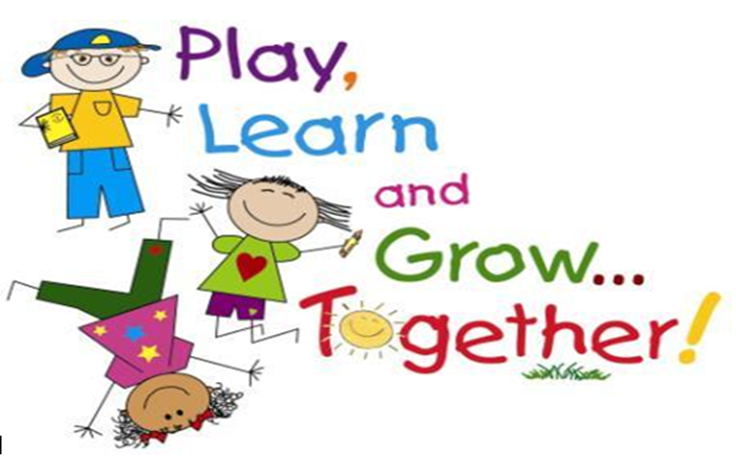 Play,
Learn
and
Grow...
Together!